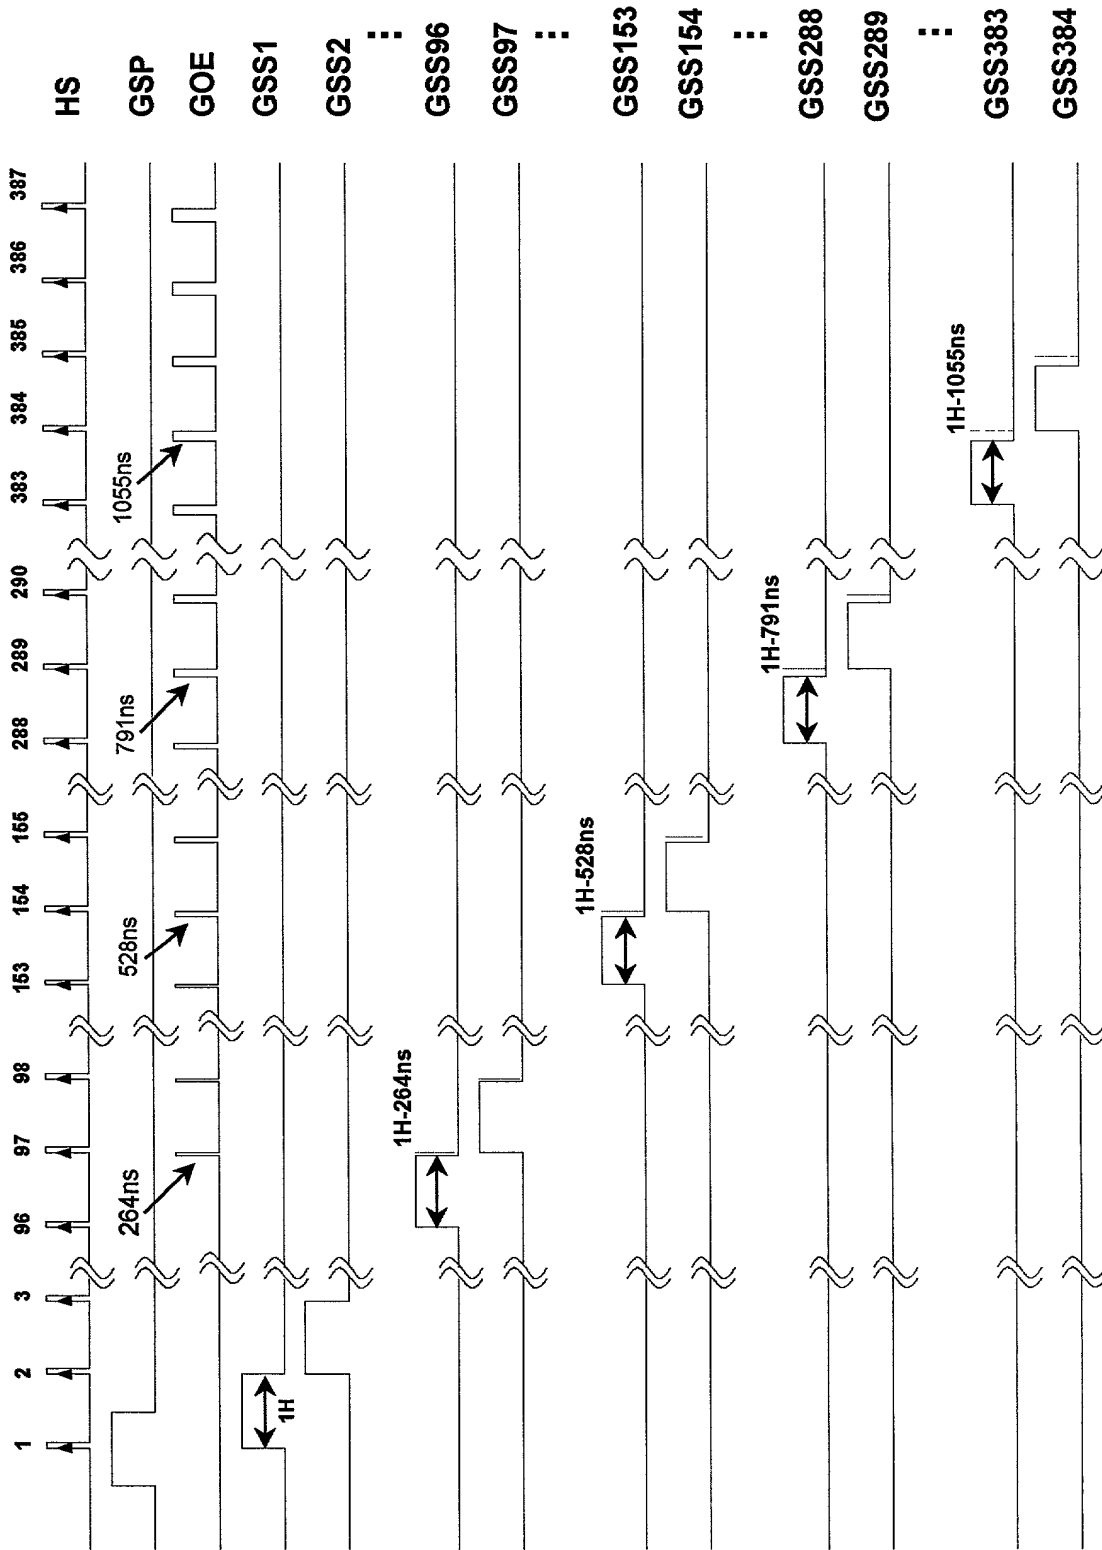 1 2 3 96 97 98 153 154 155 288 289 290 383 384 385 386 387
HS
GSP
264ns 528ns 791ns 1055ns
GOE
1H
GSS1
GSS2
⋮
1H-264ns
GSS96
GSS97
⋮
1H-528ns
GSS153
GSS154
⋮
1H-791ns
GSS288
GSS289
⋮
1H-1055ns
GSS383
GSS384